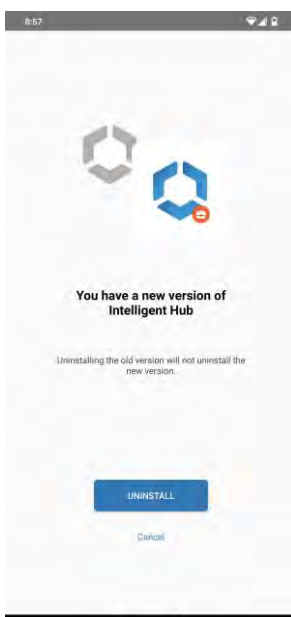 8:57
You have a new version of
Intelligent Hub
Uninstalling the old version will not uninstall the
new version.
UNINSTALL
Cancel